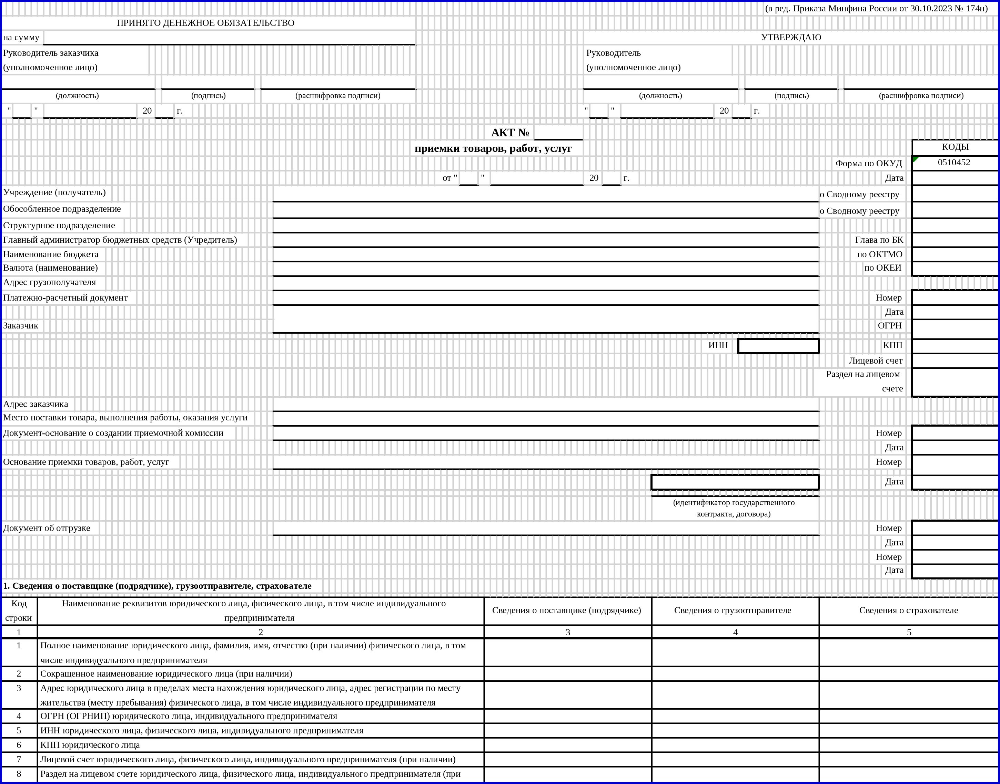 (в ред. Приказа Минфина России от 30.10.2023 № 174н)
ПРИНЯТО ДЕНЕЖНОЕ ОБЯЗАТЕЛЬСТВО
на сумму
УТВЕРЖДАЮ
Руководитель заказчика
(уполномоченное лицо)
Руководитель
(уполномоченное лицо)
(должность) (подпись) (расшифровка подписи)
(должность) (подпись) (расшифровка подписи)
" " 20 г.
" " 20 г.
АКТ №
приемки товаров, работ, услуг
КОДЫ
Форма по ОКУД 0510452
от " " 20 г.
Дата
Учреждение (получатель) о Сводному реестру
Обособленное подразделение о Сводному реестру
Структурное подразделение
Главный администратор бюджетных средств (Учредитель) Глава по БК
Наименование бюджета по ОКТМО
Валюта (наименование) по ОКЕИ
Адрес грузополучателя
Платежно-расчетный документ Номер
Дата
Заказчик ОГРН
ИНН КПП
Лицевой счет
Раздел на лицевом
счете
Адрес заказчика
Место поставки товара, выполнения работы, оказания услуги
Документ-основание о создании приемочной комиссии Номер
Дата
Основание приемки товаров, работ, услуг Номер
Дата
(идентификатор государственного
контракта, договора)
Документ об отгрузке Номер
Дата
Номер
Дата
1. Сведения о поставщике (подрядчике), грузоотправителе, страхователе
Код
строки
Наименование реквизитов юридического лица, физического лица, в том числе индивидуального
предпринимателя
Сведения о поставщике (подрядчике)
Сведения о грузоотправителе
Сведения о страхователе
1 2 3 4 5
1 Полное наименование юридического лица, фамилия, имя, отчество (при наличии) физического лица, в том
числе индивидуального предпринимателя
2 Сокращенное наименование юридического лица (при наличии)
3 Адрес юридического лица в пределах места нахождения юридического лица, адрес регистрации по месту
жительства (месту пребывания) физического лица, в том числе индивидуального предпринимателя
4 ОГРН (ОГРНИП) юридического лица, индивидуального предпринимателя
5 ИНН юридического лица, физического лица, индивидуального предпринимателя
6 КПП юридического лица
7 Лицевой счет юридического лица, физического лица, индивидуального предпринимателя (при наличии)
8 Раздел на лицевом счете юридического лица, физического лица, индивидуального предпринимателя (при